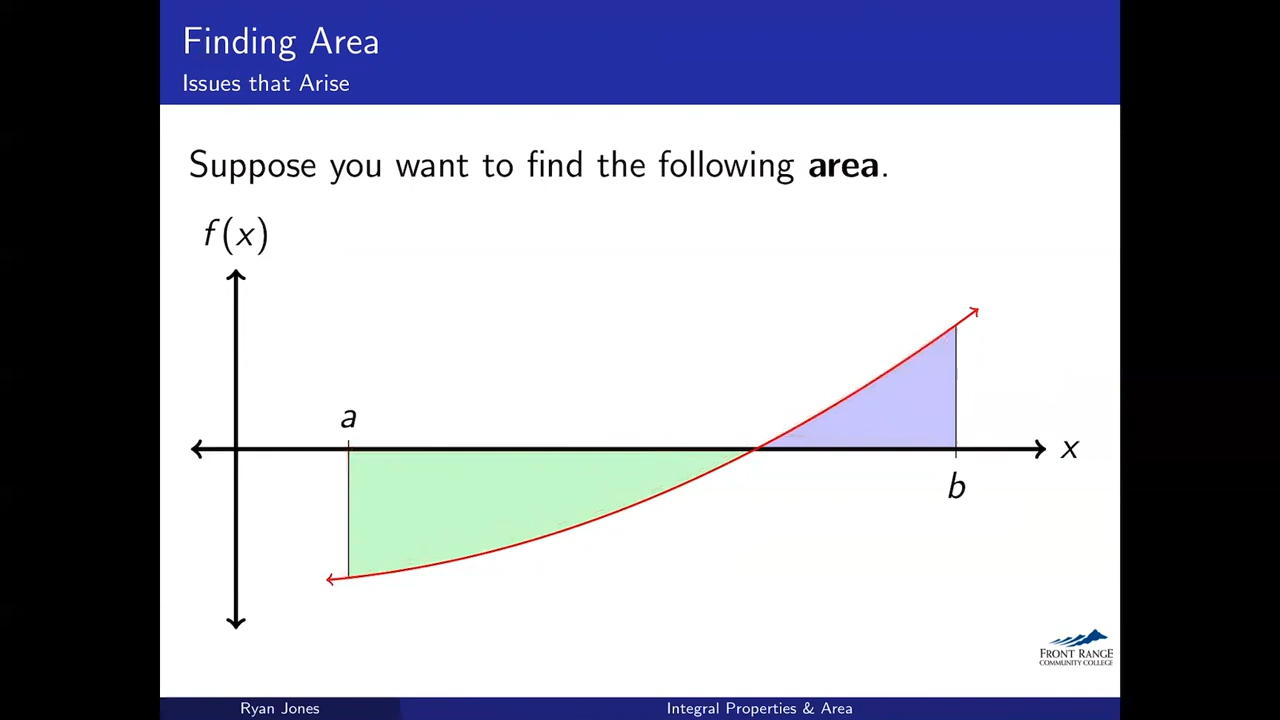 Finding Area
Issues that Arise
Suppose you want to find the following area.
f(x)
a
x
b
FRONT RANGE
COMMUNITY COLLEGE
Ryan Jones
Integral Properties & Area